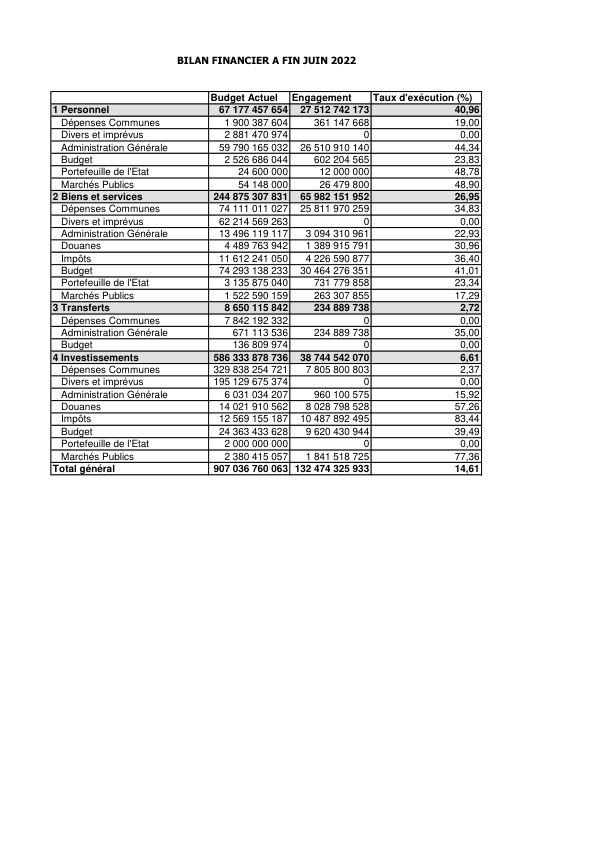 BILAN FINANCIER A FIN JUIN 2022
Budget Actuel Engagement Taux d'exécution (%)
1 Personnel 67 177 457 654 27 512 742 173 40,96
Dépenses Communes 1 900 387 604 361 147 668 19,00
Divers et imprévus 2 881 470 974 0 0,00
Administration Générale 59 790 165 032 26 510 910 140 44,34
Budget 2 526 686 044 602 204 565 23,83
Portefeuille de l'Etat 24 600 000 12 000 000 48,78
Marchés Publics 54 148 000 26 479 800 48,90
2 Biens et services 244 875 307 831 65 982 151 952 26,95
Dépenses Communes 74 111 011 027 25 811 970 259 34,83
Divers et imprévus 62 214 569 263 0 0,00
Administration Générale 13 496 119 117 3 094 310 961 22,93
Douanes 4 489 763 942 1 389 915 791 30,96
Impôts 11 612 241 050 4 226 590 877 36,40
Budget 74 293 138 233 30 464 276 351 41,01
Portefeuille de l'Etat 3 135 875 040 731 779 858 23,34
Marchés Publics 1 522 590 159 263 307 855 17,29
3 Transferts 8 650 115 842 234 889 738 2,72
Dépenses Communes 7 842 192 332 0 0,00
Administration Générale 671 113 536 234 889 738 35,00
Budget 136 809 974 0 0,00
4 Investissements 586 333 878 736 38 744 542 070 6,61
Dépenses Communes 329 838 254 721 7 805 800 803 2,37
Divers et imprévus 195 129 675 374 0 0,00
Administration Générale 6 031 034 207 960 100 575 15,92
Douanes 14 021 910 562 8 028 798 528 57,26
Impôts 12 569 155 187 10 487 892 495 83,44
Budget 24 363 433 628 9 620 430 944 39,49
Portefeuille de l'Etat 2 000 000 000 0 0,00
Marchés Publics 2 380 415 057 1 841 518 725 77,36
Total général 907 036 760 063 132 474 325 933 14,61